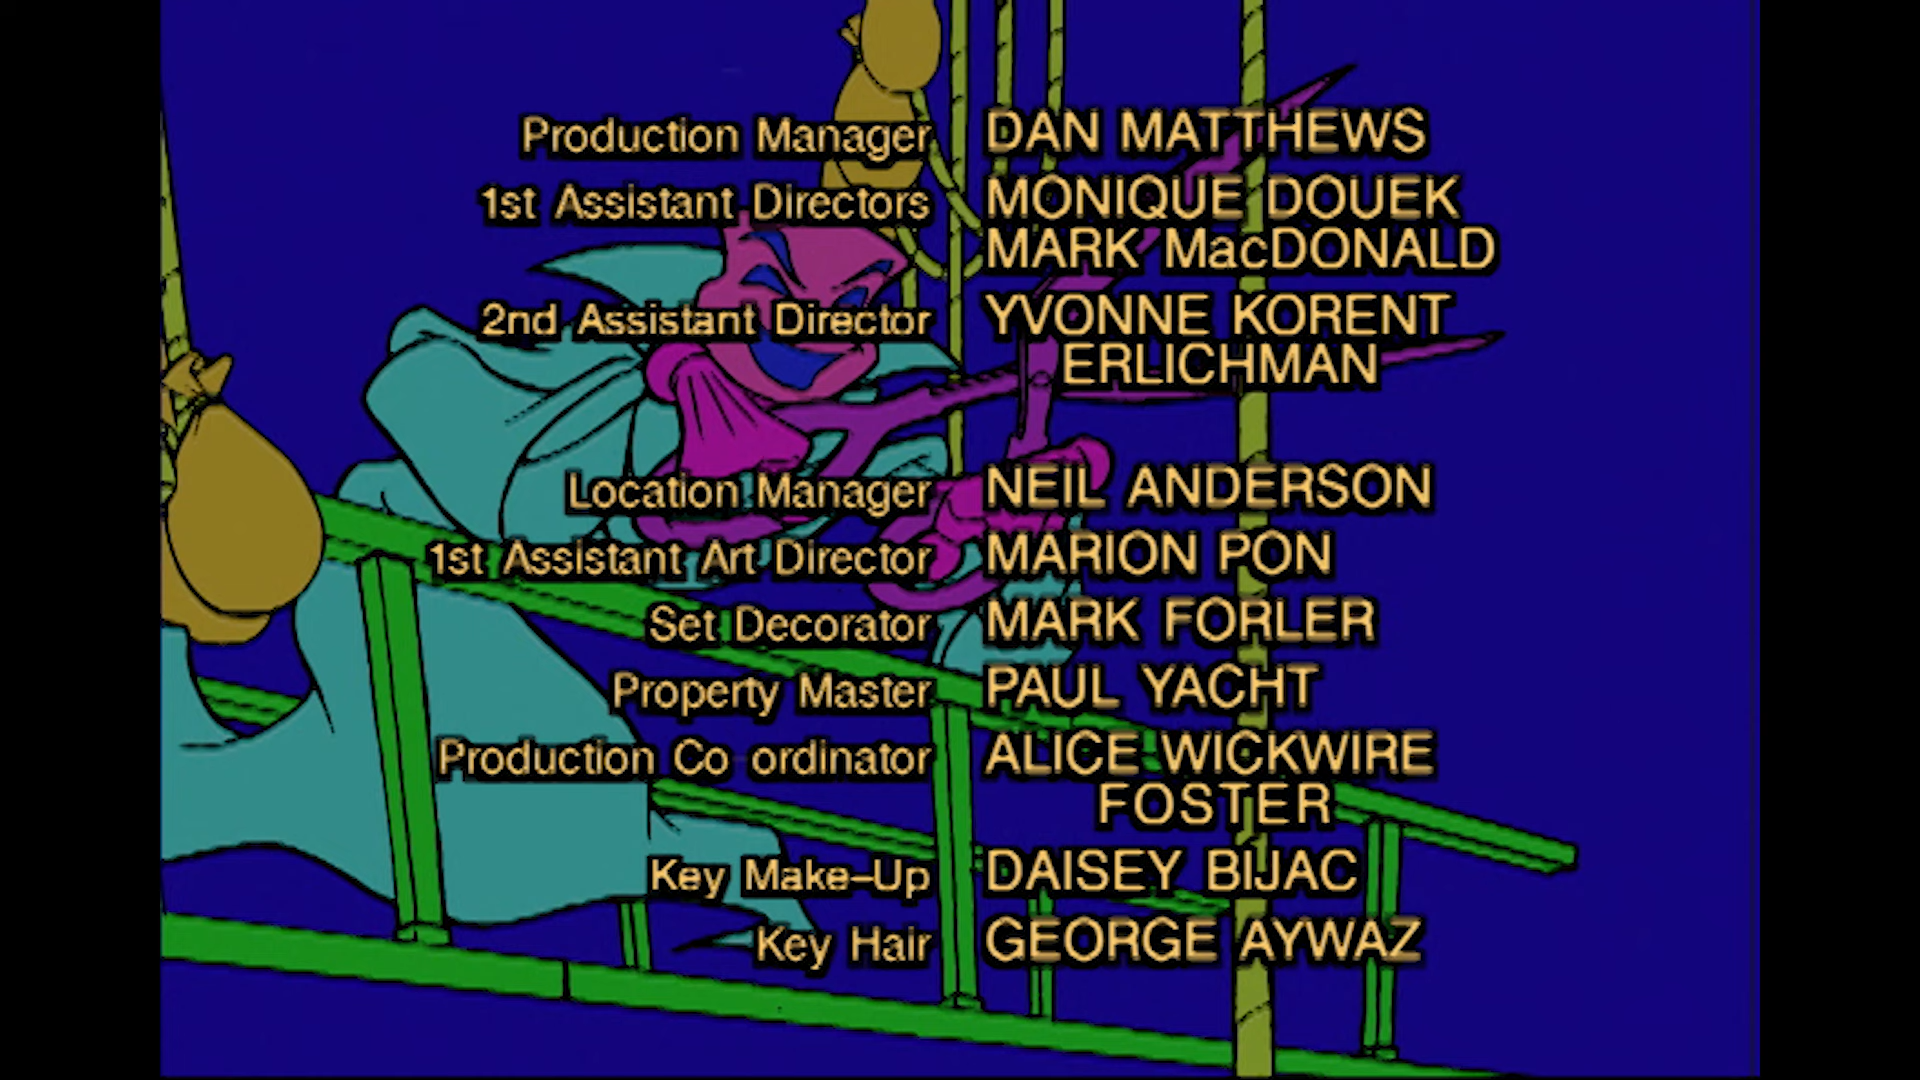 Production Manager DAN MATTHEWS
1st Assistant Directors MONIQUE DOUEK
MARK MacDONALD
2nd Assistant Director YVONNE KORENT
ERLICHMAN
Location Manager NEIL ANDERSON
1st Assistant Art Director MARION PON
Set Decorator MARK FORLER
Property Master PAUL YACHT
Production Co ordinator ALICE WICKWIRE
FOSTER
Key Make-Up DAISEY BIJAC
Key Hair GEORGE AYWAZ